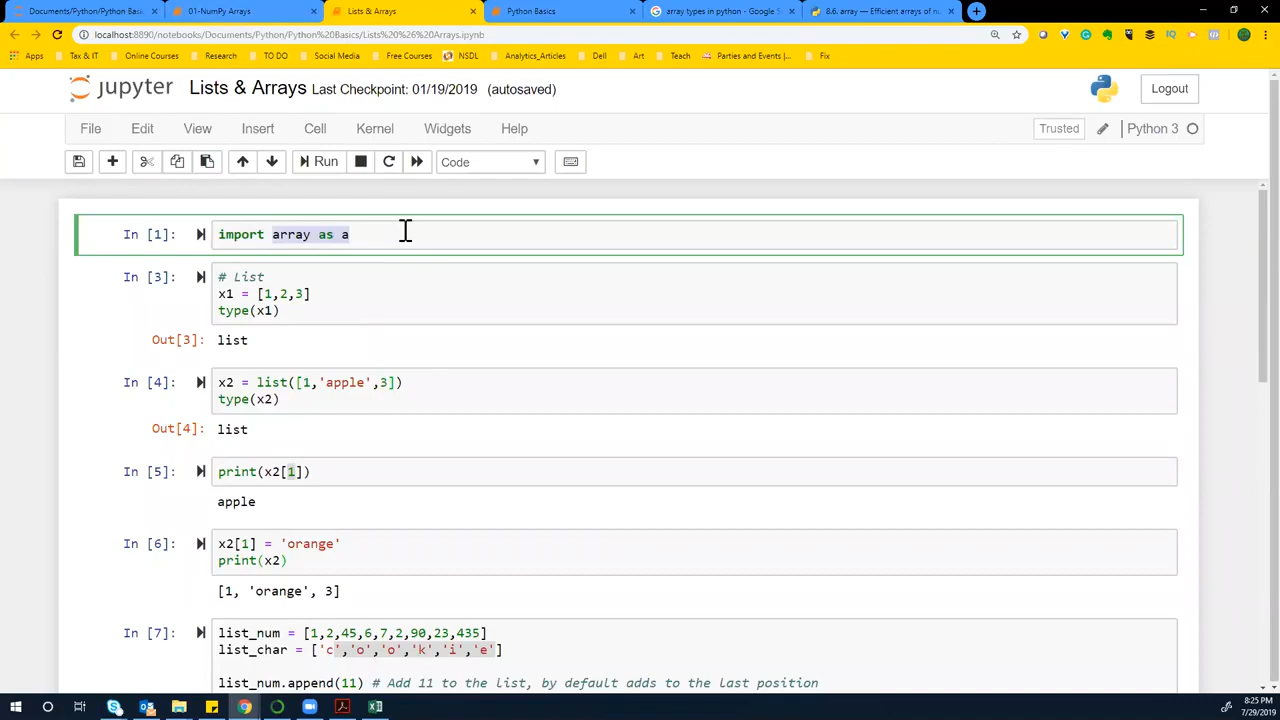 Documents/Python/Python Basics/
01-NumPy Arrays
Lists & Arrays
Python Basics
array types in python - Google S
8.6. array — Efficient arrays of nu
localhost:8890/notebooks/Documents/Python/Python%20Basics/Lists%20%26%20Arrays.ipynb
Apps
Tax & IT
Online Courses
Research
TO DO
Social Media
Free Courses
NSDL
Analytics_Articles
Dell
Art
Teach
Parties and Events |...
Fix
jupyter
Lists & Arrays Last Checkpoint: 01/19/2019 (autosaved)
Logout
File Edit View Insert Cell Kernel Widgets Help
Trusted
Python 3
Run
Code
In [1]: import array as a
In [3]: # List
x1 = [1,2,3]
type(x1)
Out[3]: list
In [4]: x2 = list([1,'apple',3])
type(x2)
Out[4]: list
In [5]: print(x2[1])
apple
In [6]: x2[1] = 'orange'
print(x2)
[1, 'orange', 3]
In [7]: list_num = [1,2,45,6,7,2,90,23,435]
list_char = ['c','o','o','k','i','e']
list_num.append(11) # Add 11 to the list, by default adds to the last position
8:25 PM
7/29/2019